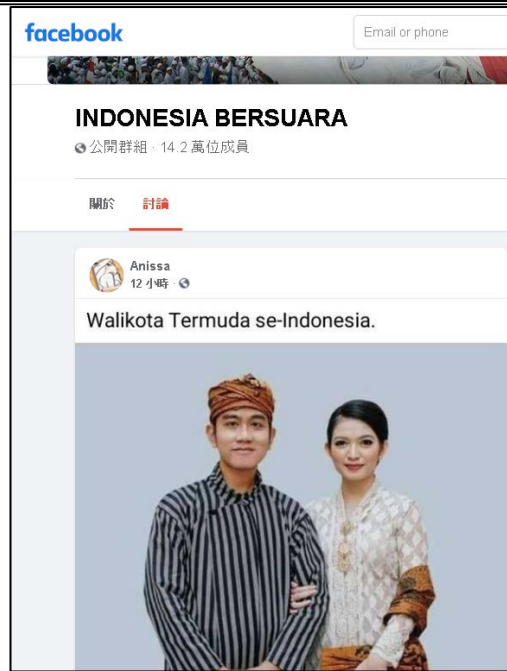 facebook
Email or phone
INDONESIA BERSUARA
公開群組 · 14.2 萬位成員
關於 討論
Anissa
12 小時 ·
Walikota Termuda se-Indonesia.